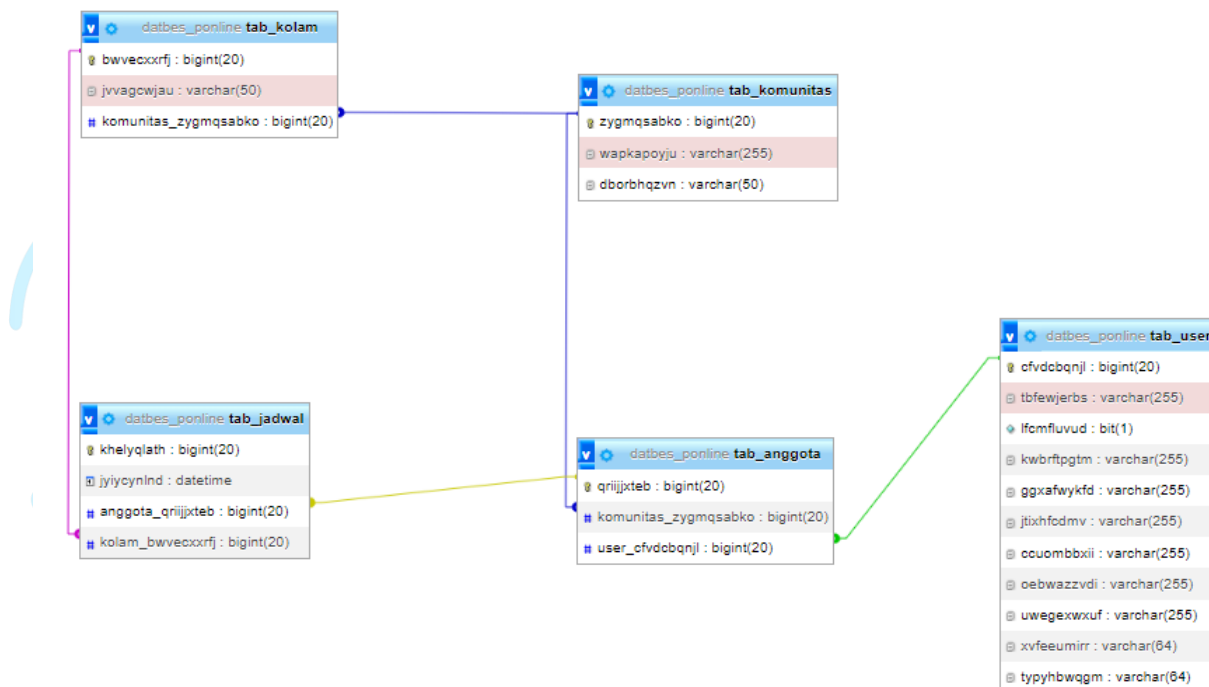 datbes_ponline tab_kolam
bwvecxxrfj : bigint(20)
jvvagcwjau : varchar(50)
komunitas_zygmqsabko : bigint(20)
datbes_ponline tab_komunitas
zygmqsabko : bigint(20)
wapkapoyju : varchar(255)
dborbhqzvn : varchar(50)
datbes_ponline tab_jadwal
khelyqlath : bigint(20)
jyiycynlnd : datetime
anggota_qriijjxteb : bigint(20)
kolam_bwvecxxrfj : bigint(20)
datbes_ponline tab_anggota
qriijjxteb : bigint(20)
komunitas_zygmqsabko : bigint(20)
user_cfvdcbqnjl : bigint(20)
datbes_ponline tab_user
cfvdcbqnjl : bigint(20)
tbfewjerbs : varchar(255)
lfcmfluvud : bit(1)
kwbrftpgtm : varchar(255)
ggxafwykfd : varchar(255)
jtixhfcdmv : varchar(255)
ccuombbxii : varchar(255)
oebwazzvdi : varchar(255)
uwegexwxuf : varchar(255)
xvfeeumirr : varchar(64)
typyhbwqgm : varchar(64)